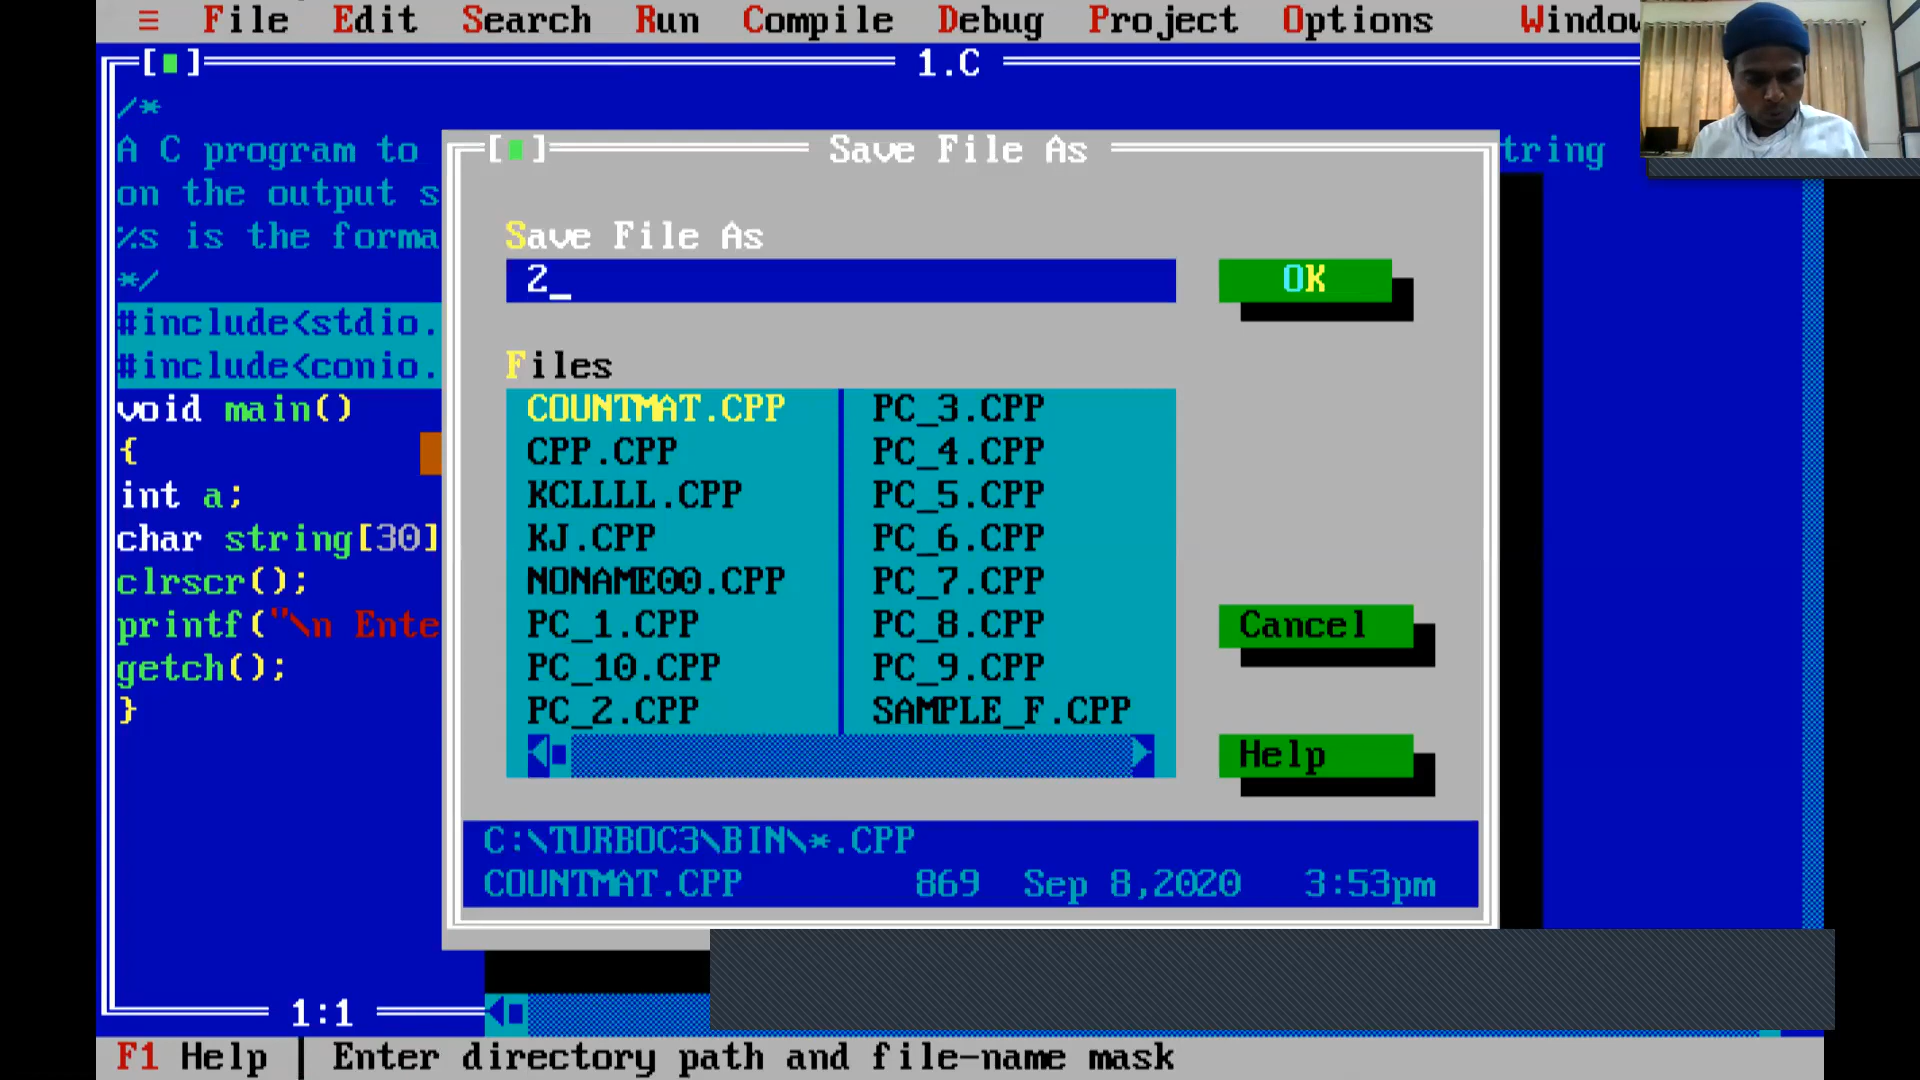 ≡ File Edit Search Run Compile Debug Project Options Window
[■] 1.C
/*
A C program to tring
on the output s
%s is the forma
*/
#include<stdio.
#include<conio.
void main()
{
int a;
char string[30]
clrscr();
printf("\n Ente
getch();
}
[■] Save File As
Save File As
2_
OK
Files
COUNTMAT.CPP PC_3.CPP
CPP.CPP PC_4.CPP
KCLLLL.CPP PC_5.CPP
KJ.CPP PC_6.CPP
NONAME00.CPP PC_7.CPP
PC_1.CPP PC_8.CPP
PC_10.CPP PC_9.CPP
PC_2.CPP SAMPLE_F.CPP
Cancel
Help
C:\TURBOC3\BIN\*.CPP
COUNTMAT.CPP 869 Sep 8,2020 3:53pm
1:1
F1 Help | Enter directory path and file-name mask